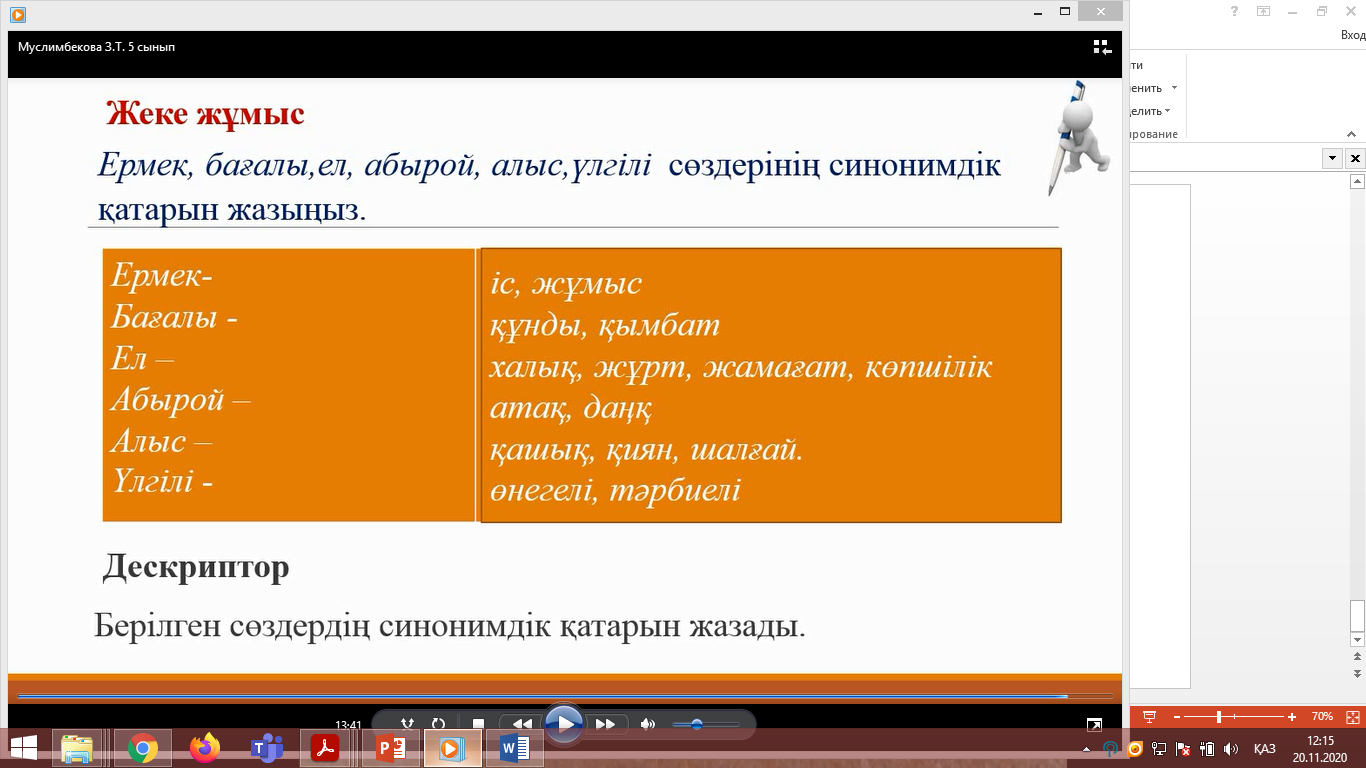 Муслимбекова З.Т. 5 сынып
?
Вход
Жеке жұмыс
Ермек, бағалы,ел, абырой, алыс,үлгілі сөздерінің синонимдік
қатарын жазыңыз.
Ермек-
Бағалы -
Ел –
Абырой –
Алыс –
Үлгілі -
іс, жұмыс
құнды, қымбат
халық, жұрт, жамағат, көпшілік
атақ, даңқ
қашық, қиян, шалғай.
өнегелі, тәрбиелі
Дескриптор
Берілген сөздердің синонимдік қатарын жазады.
13:41
70%
ҚАЗ
12:15
20.11.2020